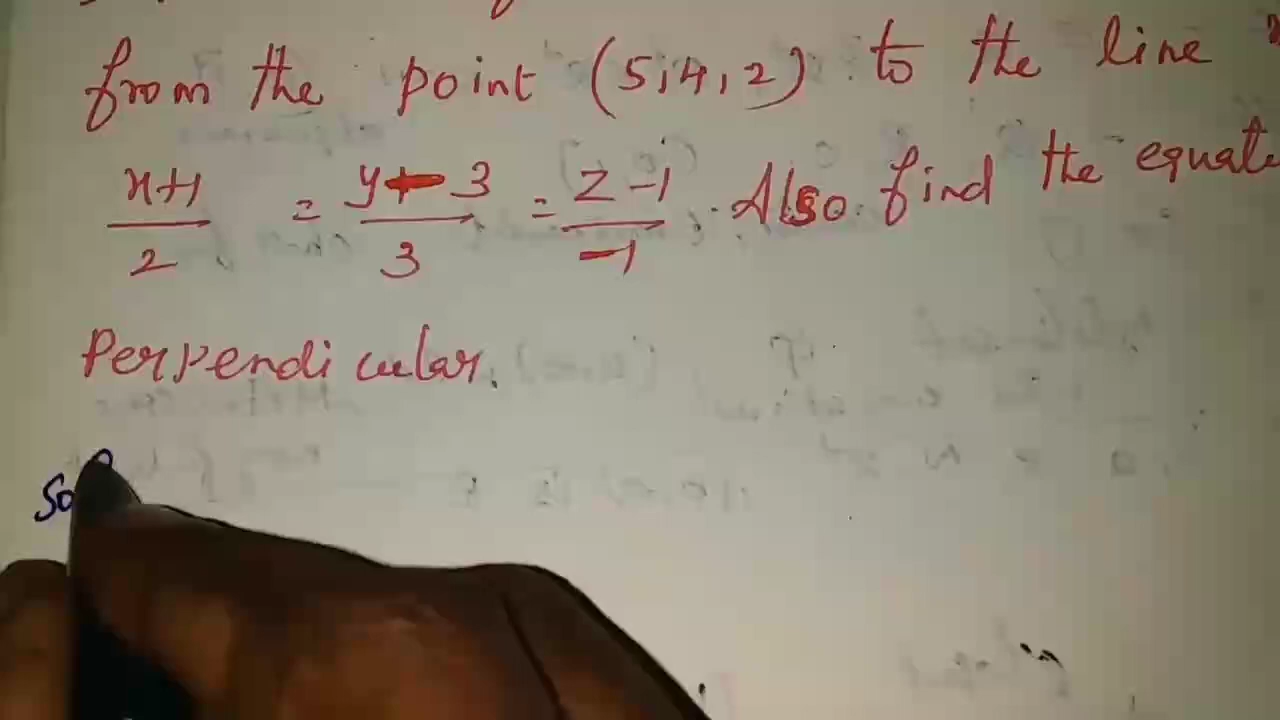 from the point (5,4,2) to the line
x+1/2 = y-3/3 = z-1/-1 . Also find the equat
Perpendicular.
So